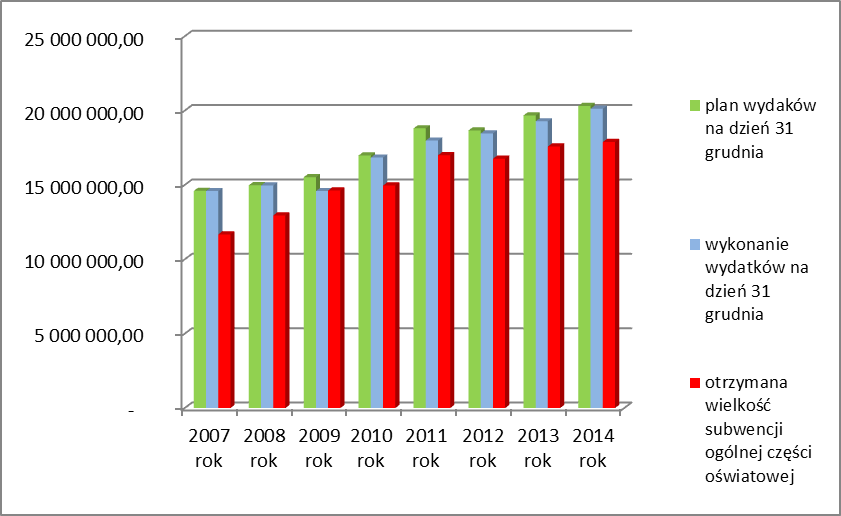 25 000 000,00
20 000 000,00
15 000 000,00
10 000 000,00
5 000 000,00
-
2007 2008 2009 2010 2011 2012 2013 2014
rok rok rok rok rok rok rok rok
plan wydaków
na dzień 31
grudnia
wykonanie
wydatków na
dzień 31
grudnia
otrzymana
wielkość
subwencji
ogólnej części
oświatowej